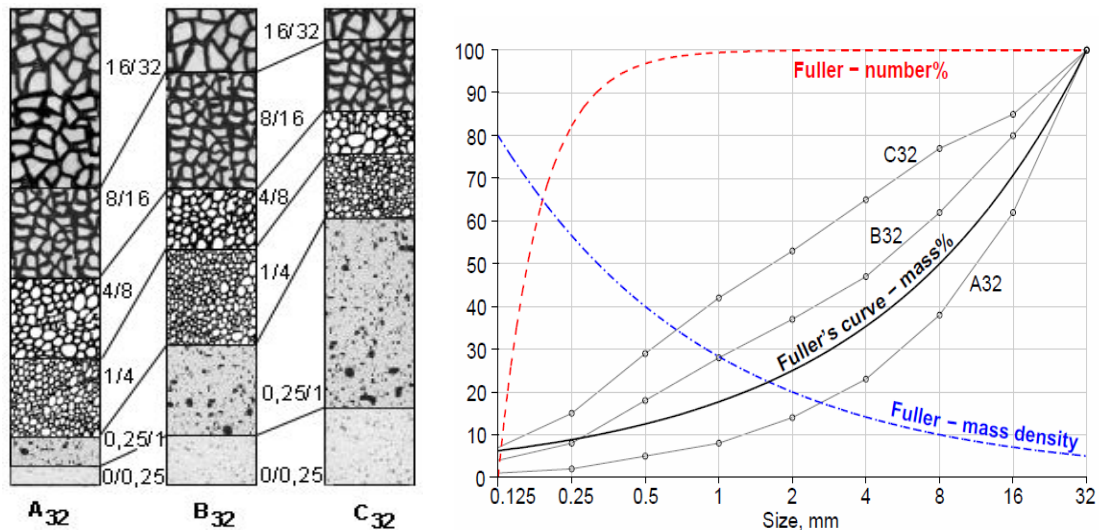 16/32
8/16
4/8
1/4
0,25/1
0/0,25
A32
16/32
8/16
4/8
1/4
0,25/1
0/0,25
B32
C32
100
90
80
70
60
50
40
30
20
10
0
Fuller – number%
C32
B32
A32
Fuller's curve – mass%
Fuller – mass density
0.125 0.25 0.5 1 2 4 8 16 32
Size, mm